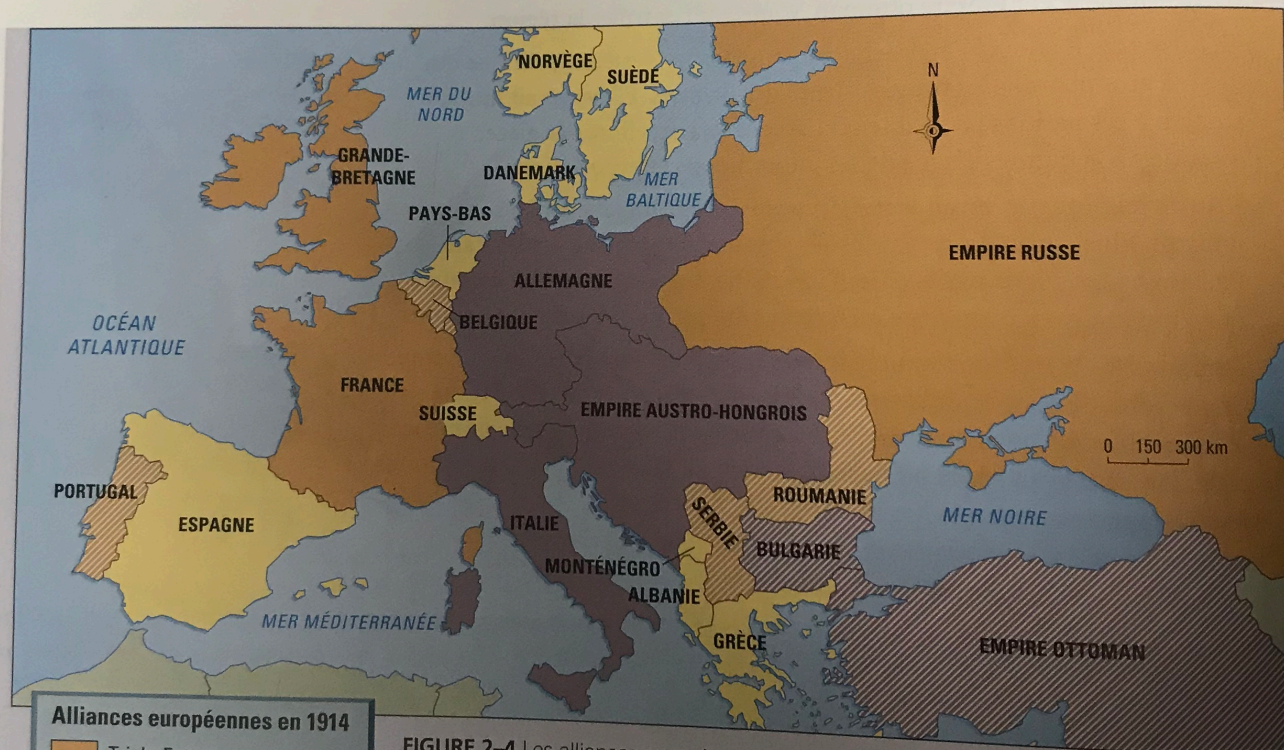 NORVÈGE
SUÈDE
MER DU
NORD
N
GRANDE-
BRETAGNE
DANEMARK
MER
BALTIQUE
PAYS-BAS
EMPIRE RUSSE
ALLEMAGNE
OCÉAN
ATLANTIQUE
BELGIQUE
FRANCE
SUISSE
EMPIRE AUSTRO-HONGROIS
0 150 300 km
PORTUGAL
ESPAGNE
ITALIE
SERBIE
ROUMANIE
MER NOIRE
BULGARIE
MONTÉNÉGRO
ALBANIE
MER MÉDITERRANÉE
GRÈCE
EMPIRE OTTOMAN
Alliances européennes en 1914
FIGURE 2–4 Les